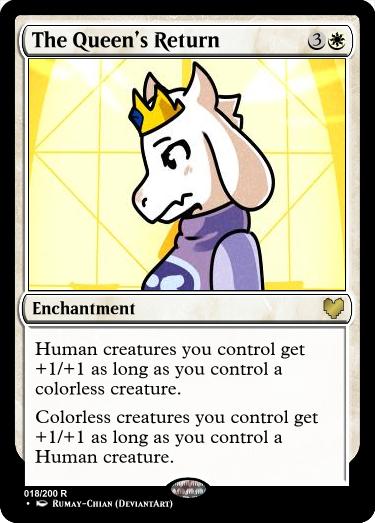 The Queen's Return 3
Enchantment
Human creatures you control get
+1/+1 as long as you control a
colorless creature.
Colorless creatures you control get
+1/+1 as long as you control a
Human creature.
018/200 R
• Rumay-Chian (DeviantArt)